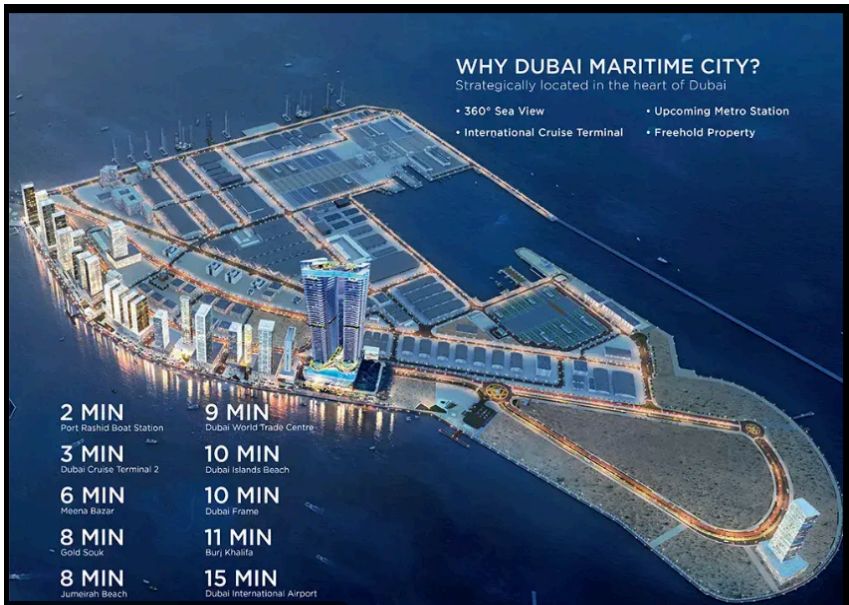 WHY DUBAI MARITIME CITY?
Strategically located in the heart of Dubai
• 360° Sea View
• Upcoming Metro Station
• International Cruise Terminal
• Freehold Property
2 MIN
Port Rashid Boat Station
3 MIN
Dubai Cruise Terminal 2
6 MIN
Meena Bazar
8 MIN
Gold Souk
8 MIN
Jumeirah Beach
9 MIN
Dubai World Trade Centre
10 MIN
Dubai Islands Beach
10 MIN
Dubai Frame
11 MIN
Burj Khalifa
15 MIN
Dubai International Airport